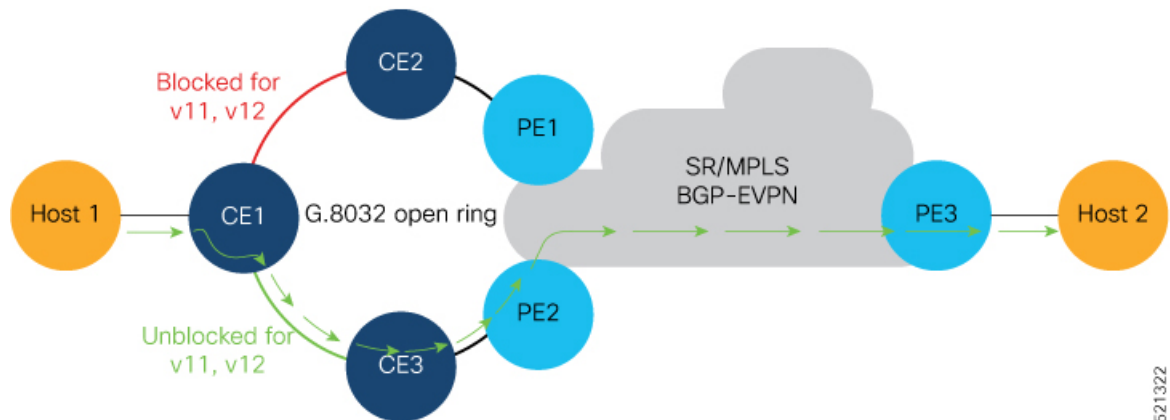 CE2
Blocked for
v11, v12
PE1
SR/MPLS
BGP-EVPN
Host 1
CE1
G.8032 open ring
PE3
Host 2
PE2
Unblocked for
v11, v12
CE3
521322